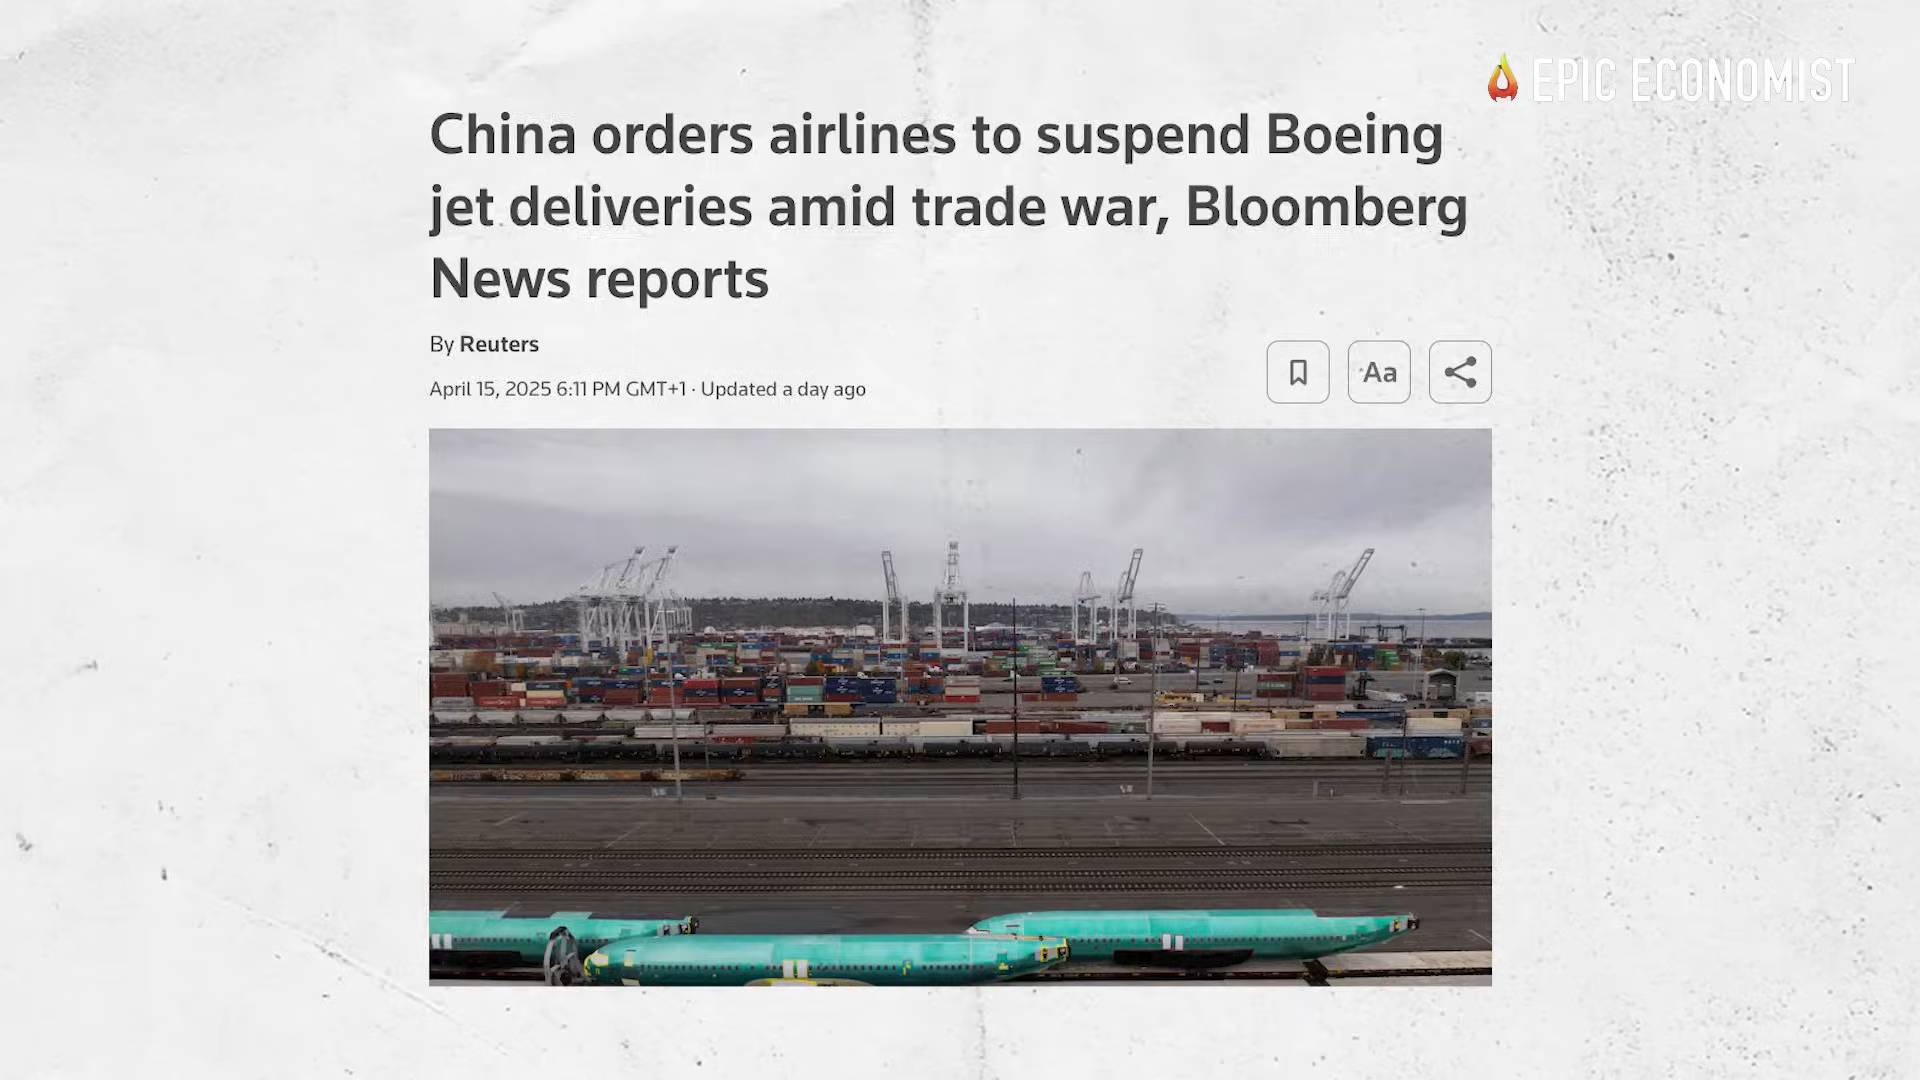 EPIC ECONOMIST
China orders airlines to suspend Boeing
jet deliveries amid trade war, Bloomberg
News reports
By Reuters
April 15, 2025 6:11 PM GMT+1 · Updated a day ago
Aa